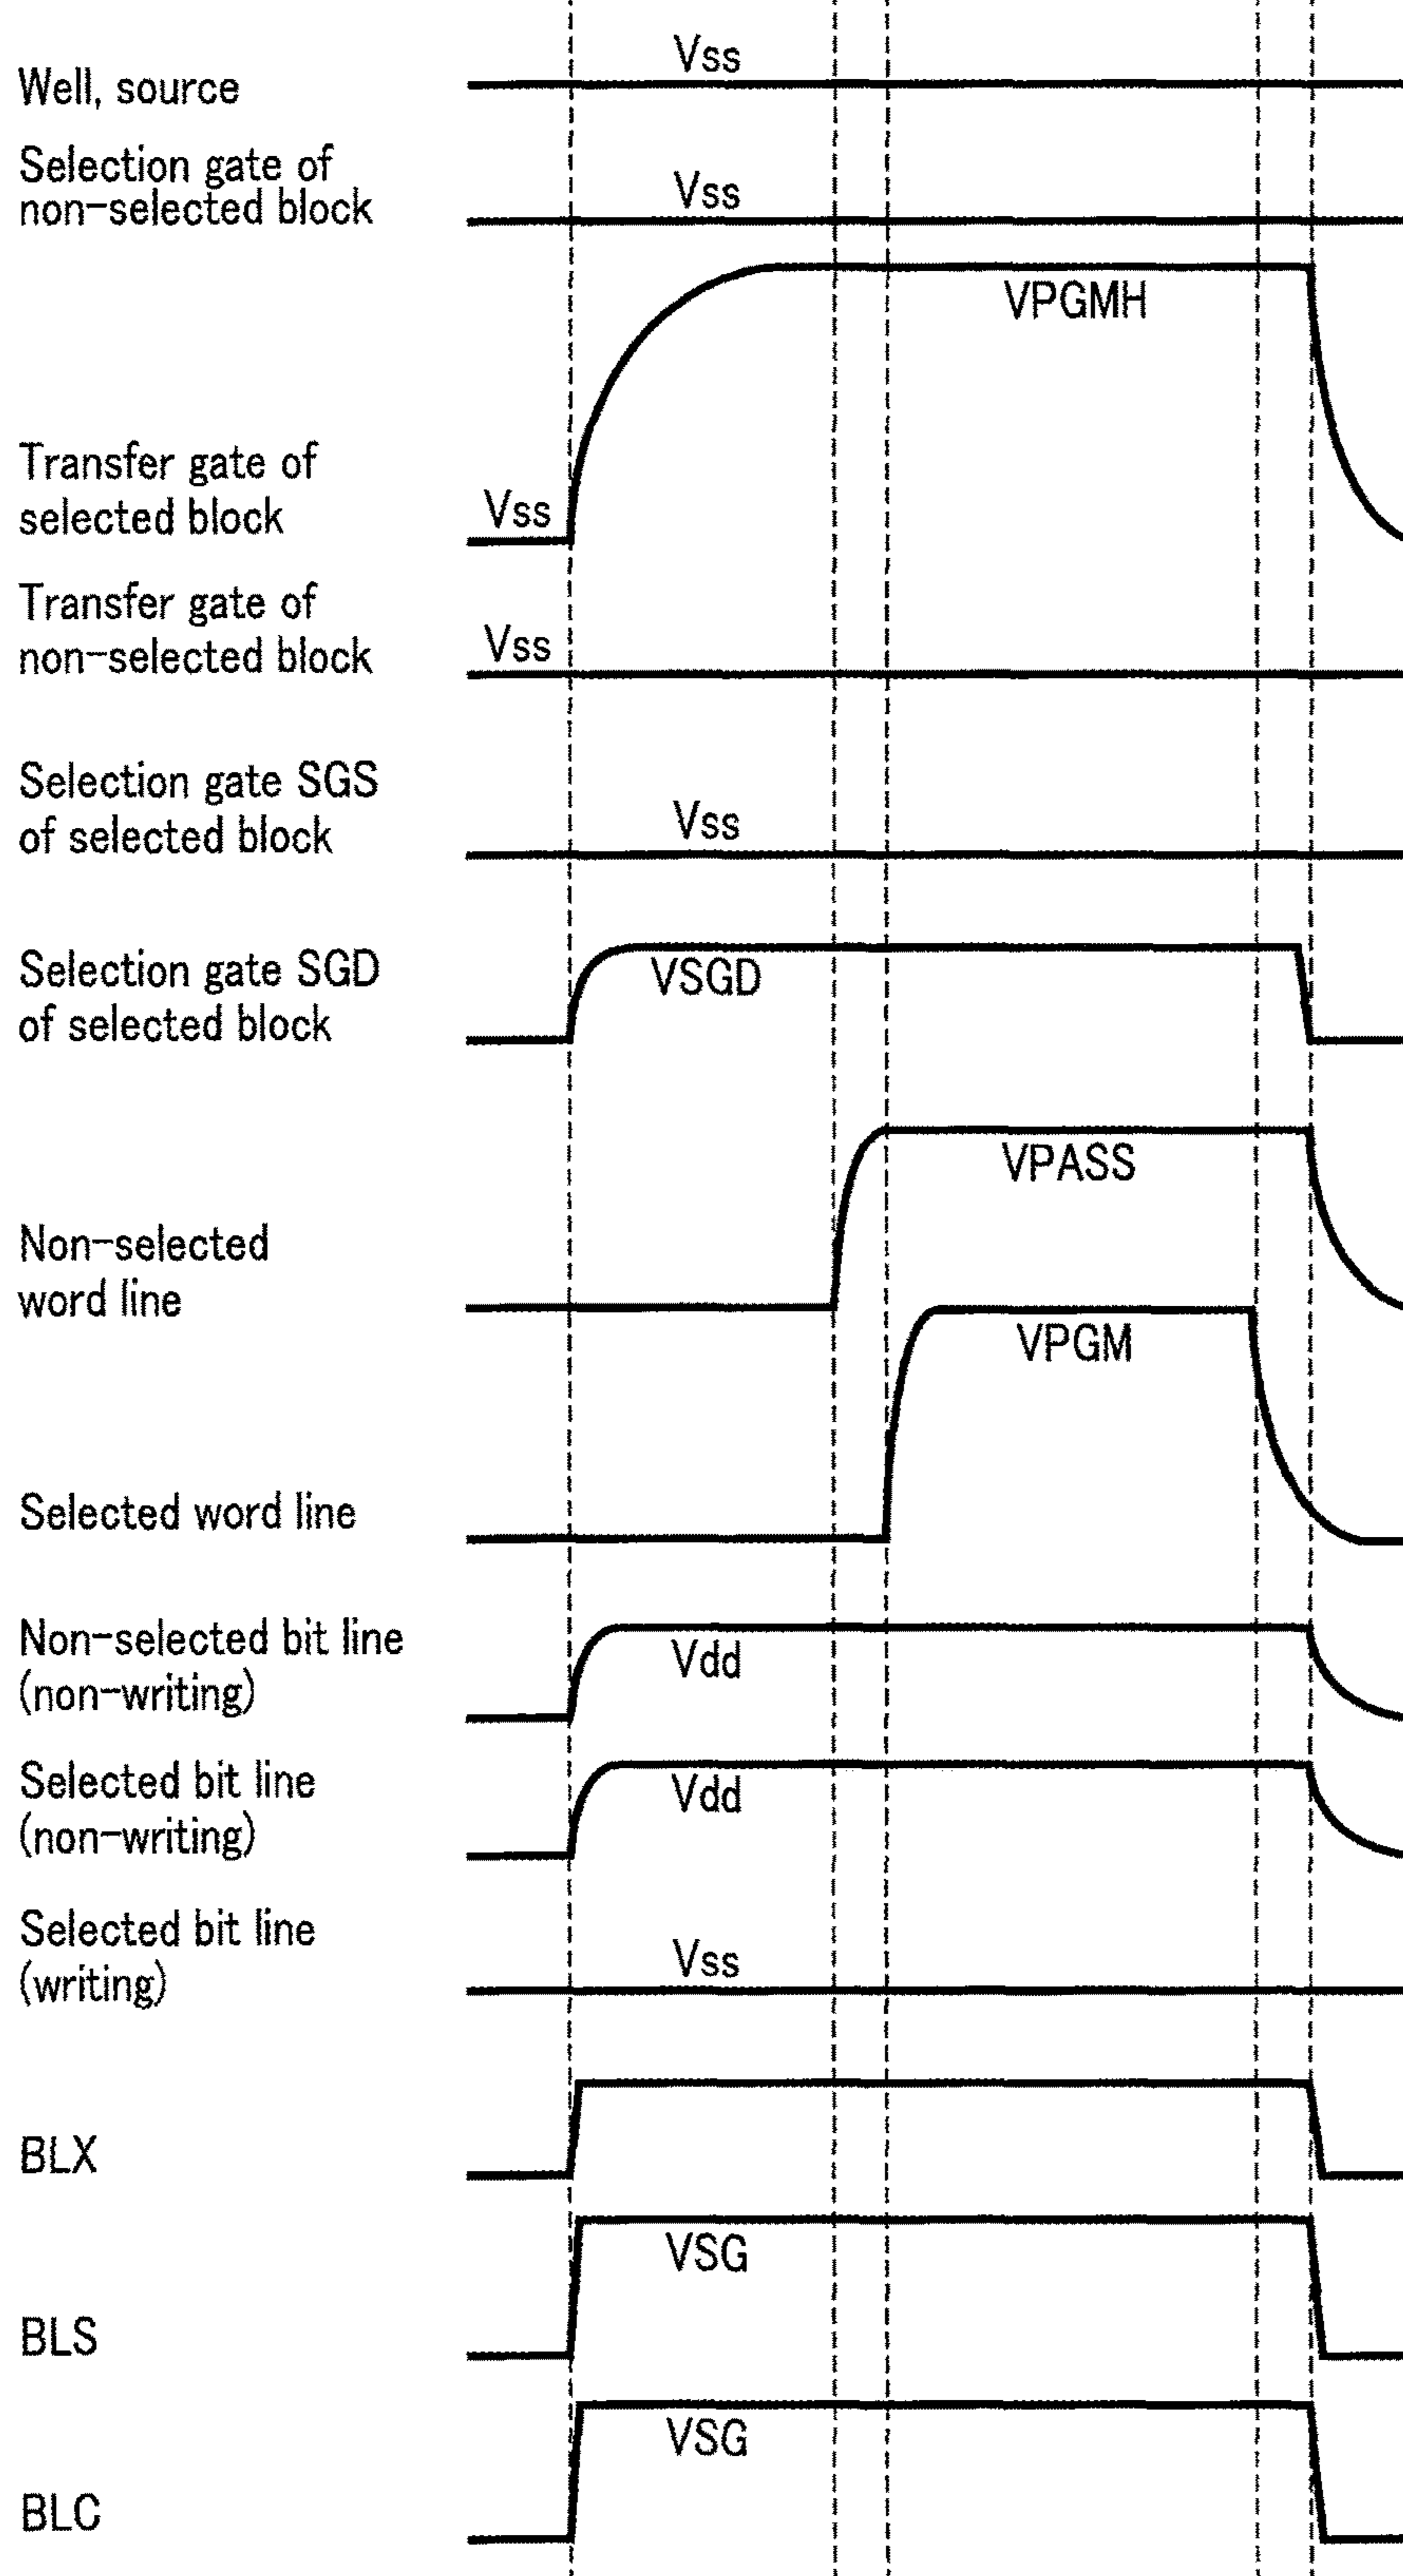 Vss
Well, source
Selection gate of
non-selected block
Vss
VPGMH
Transfer gate of
selected block
Vss
Transfer gate of
non-selected block
Vss
Selection gate SGS
of selected block
Vss
Selection gate SGD
of selected block
VSGD
VPASS
Non-selected
word line
VPGM
Selected word line
Non-selected bit line
(non-writing)
Vdd
Selected bit line
(non-writing)
Vdd
Selected bit line
(writing)
Vss
BLX
VSG
BLS
VSG
BLC